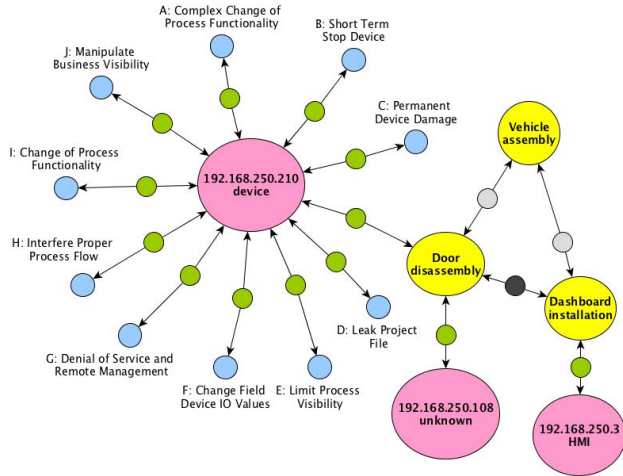 A: Complex Change of
Process Functionality
B: Short Term
Stop Device
J: Manipulate
Business Visibility
C: Permanent
Device Damage
Vehicle
assembly
I: Change of Process
Functionality
192.168.250.210
device
H: Interfere Proper
Process Flow
Door
disassembly
Dashboard
installation
D: Leak Project
File
G: Denial of Service and
Remote Management
F: Change Field
Device IO Values
E: Limit Process
Visibility
192.168.250.108
unknown
192.168.250.3
HMI